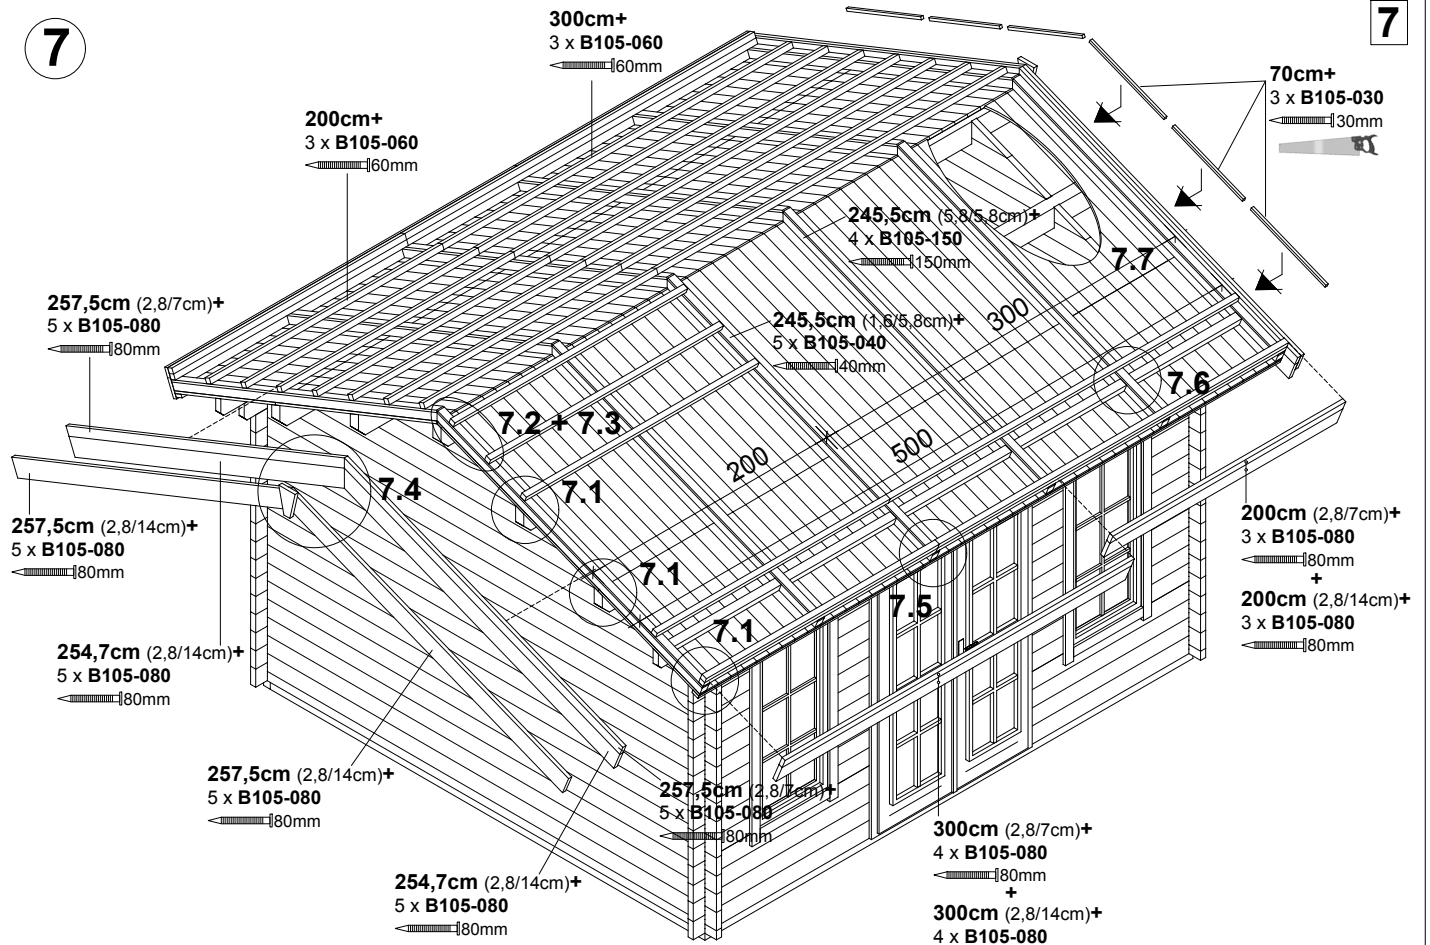 7
7
300cm+
3 x B105-060
60mm
200cm+
3 x B105-060
60mm
70cm+
3 x B105-030
30mm
245,5cm (5,8/5,8cm)+
4 x B105-150
150mm
7.7
257,5cm (2,8/7cm)+
5 x B105-080
80mm
245,5cm (1,6/5,8cm)+
5 x B105-040
40mm
300
7.6
7.2 + 7.3
200
500
7.4
7.1
257,5cm (2,8/14cm)+
5 x B105-080
80mm
200cm (2,8/7cm)+
3 x B105-080
80mm
+
200cm (2,8/14cm)+
3 x B105-080
80mm
7.1
7.5
7.1
254,7cm (2,8/14cm)+
5 x B105-080
80mm
257,5cm (2,8/14cm)+
5 x B105-080
80mm
257,5cm (2,8/7cm)+
5 x B105-080
80mm
254,7cm (2,8/14cm)+
5 x B105-080
80mm
300cm (2,8/7cm)+
4 x B105-080
80mm
+
300cm (2,8/14cm)+
4 x B105-080